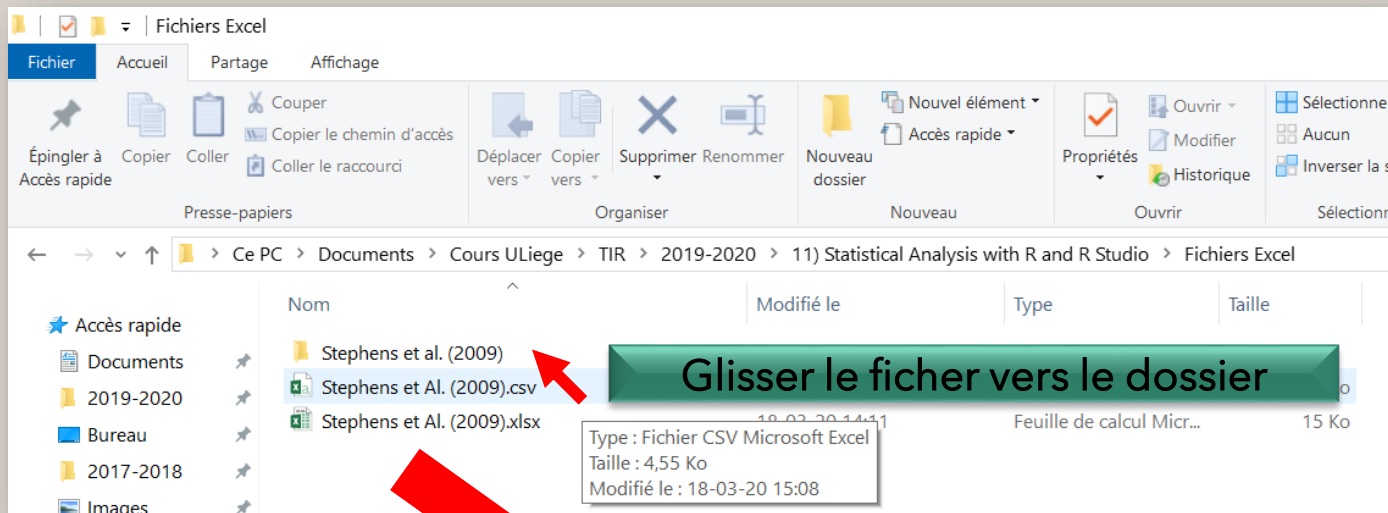 Fichiers Excel
Fichier Accueil Partage Affichage
Épingler à Accès rapide
Copier
Coller
Couper
Copier le chemin d'accès
Coller le raccourci
Presse-papiers
Déplacer vers
Copier vers
Supprimer
Renommer
Organiser
Nouveau dossier
Nouvel élément
Accès rapide
Nouveau
Propriétés
Ouvrir
Modifier
Historique
Ouvrir
Sélectionne
Aucun
Inverser la s
Sélectionn
Ce PC > Documents > Cours ULiege > TIR > 2019-2020 > 11) Statistical Analysis with R and R Studio > Fichiers Excel
Nom Modifié le Type Taille
Accès rapide
Documents
2019-2020
Bureau
2017-2018
Images
Stephens et al. (2009)
Stephens et Al. (2009).csv
Stephens et Al. (2009).xlsx 18-03-20 14:11 Feuille de calcul Micr... 15 Ko
Glisser le ficher vers le dossier
Type : Fichier CSV Microsoft Excel
Taille : 4,55 Ko
Modifié le : 18-03-20 15:08